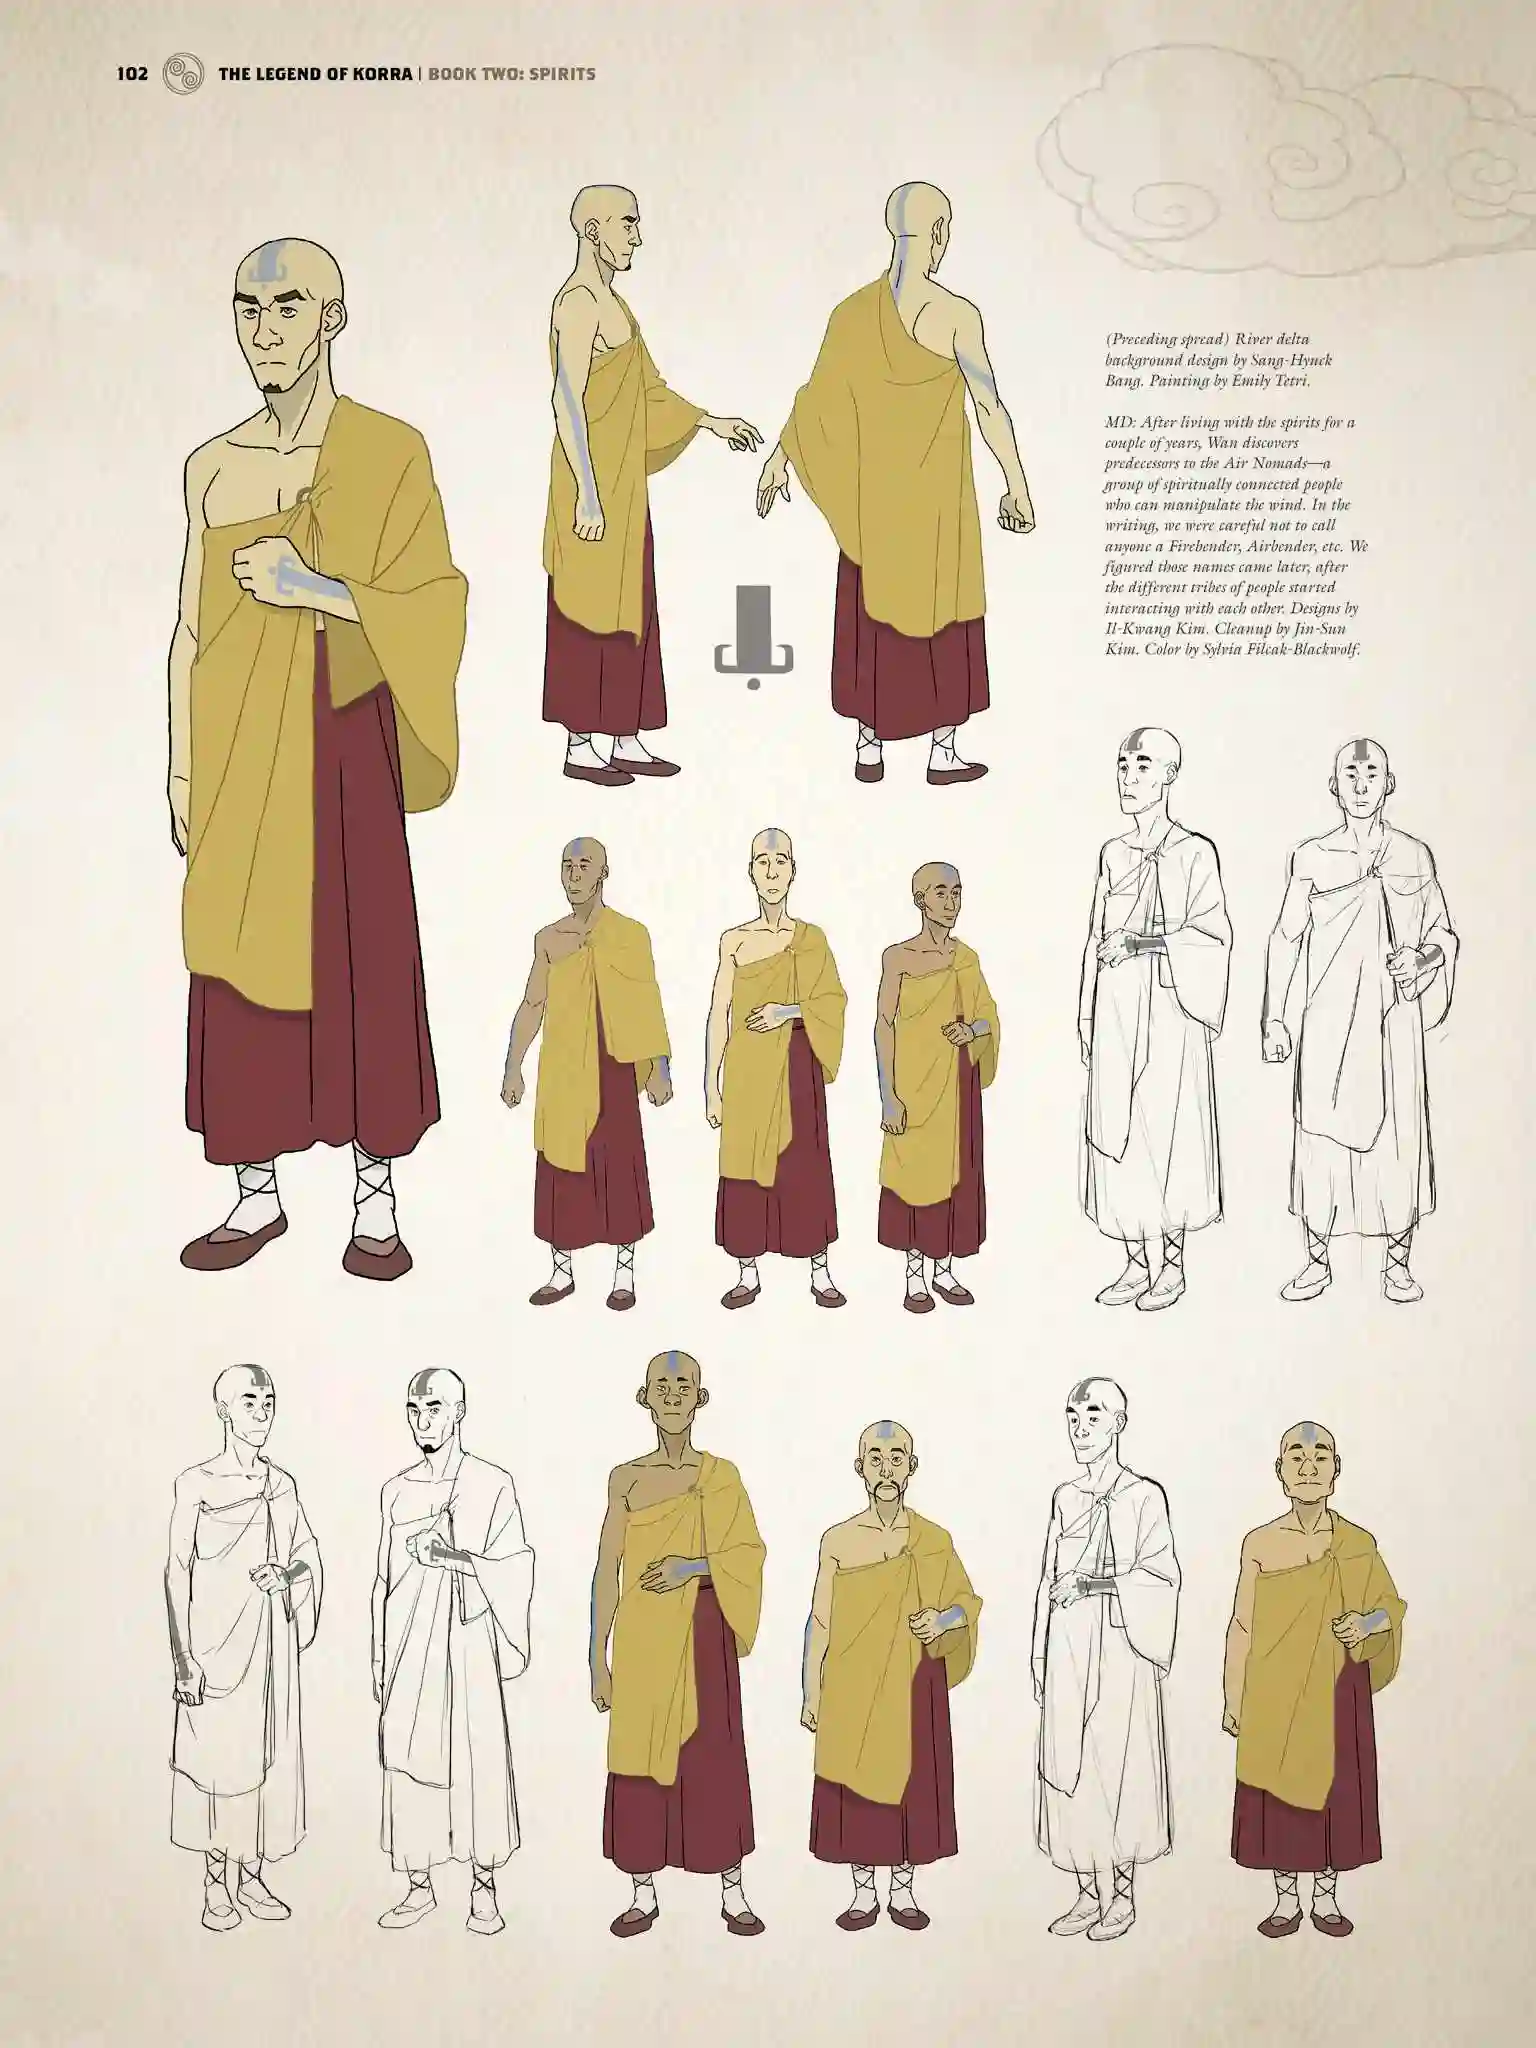 102 THE LEGEND OF KORRA | BOOK TWO: SPIRITS
(Preceding spread) River delta
background design by Sang-Hynck
Bang. Painting by Emily Tetri.
MD: After living with the spirits for a
couple of years, Wan discovers
predecessors to the Air Nomads—a
group of spiritually connected people
who can manipulate the wind. In the
writing, we were careful not to call
anyone a Firebender, Airbender, etc. We
figured those names came later, after
the different tribes of people started
interacting with each other. Designs by
Il-Kwang Kim. Cleanup by Jin-Sun
Kim. Color by Sylvia Filcak-Blackwolf.